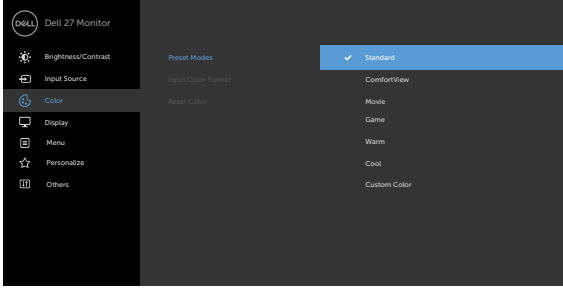 DELL
Dell 27 Monitor
Brightness/Contrast
Input Source
Color
Display
Menu
Personalize
Others
Preset Modes
Input Color Format
Reset Color
Standard
ComfortView
Movie
Game
Warm
Cool
Custom Color